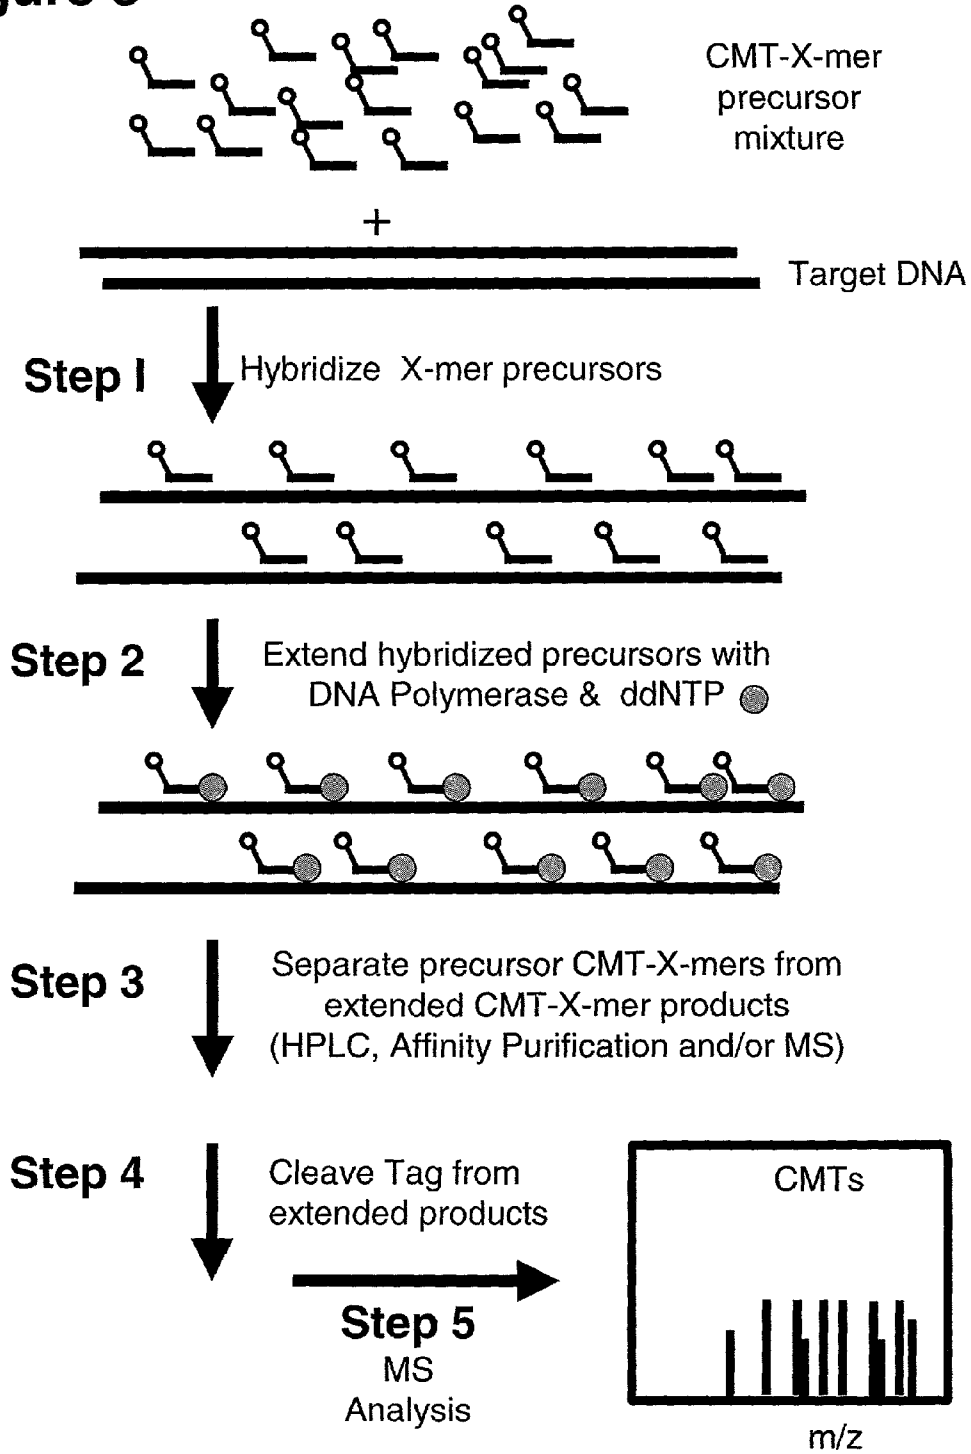 CMT-X-mer
precursor
mixture
+
Target DNA
Step I
Hybridize X-mer precursors
Step 2
Extend hybridized precursors with
DNA Polymerase & ddNTP
Step 3
Separate precursor CMT-X-mers from
extended CMT-X-mer products
(HPLC, Affinity Purification and/or MS)
Step 4
Cleave Tag from
extended products
CMTs
Step 5
MS
Analysis
m/z